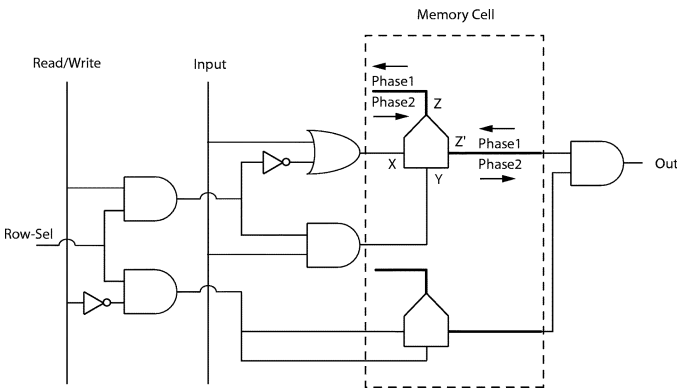 Memory Cell
Read/Write
Input
Phase1
Phase2
Z
Z'
Phase1
Phase2
X
Y
Out
Row-Sel